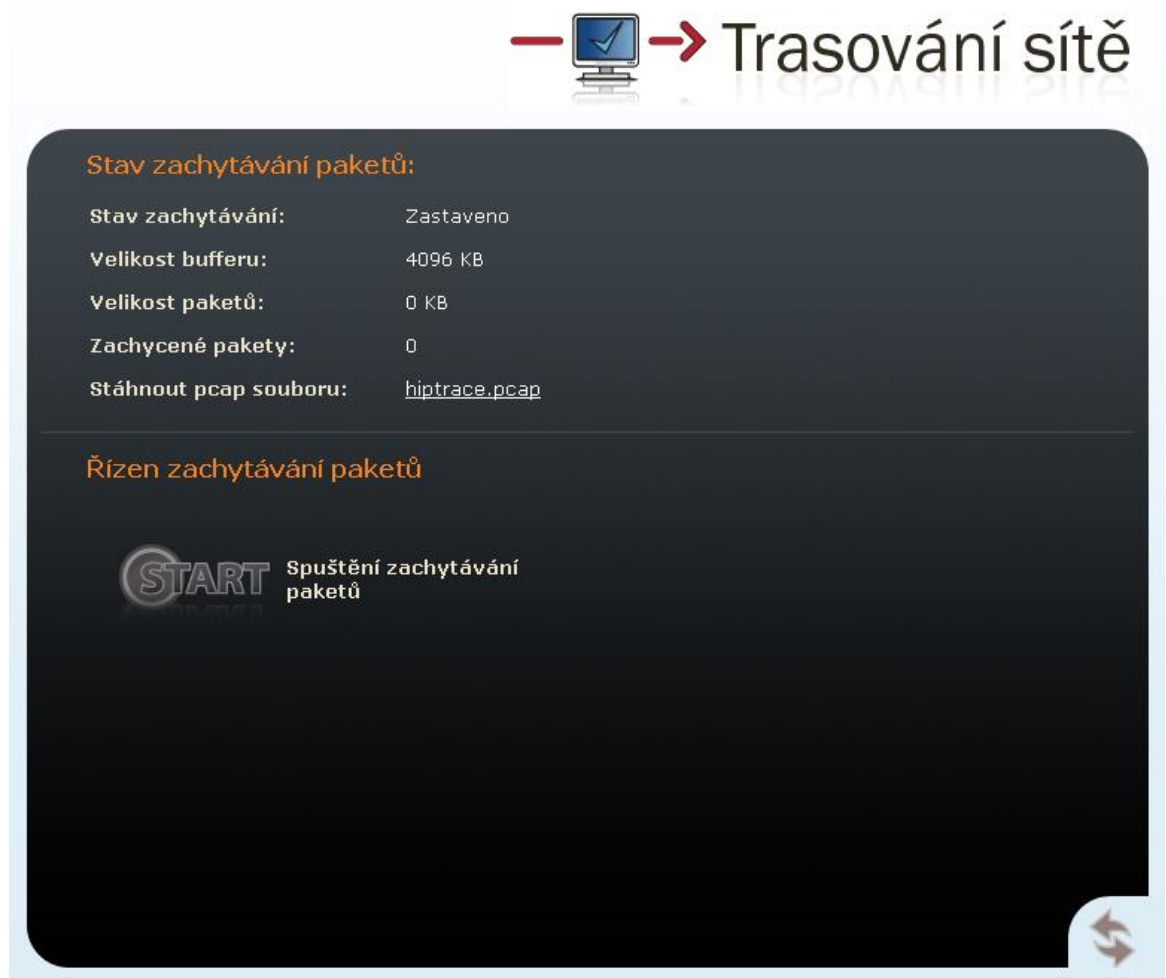 Trasování sítě
Stav zachytávání paketů:
Stav zachytávání: Zastaveno
Velikost bufferu: 4096 KB
Velikost paketů: 0 KB
Zachycené pakety: 0
Stáhnout pcap souboru: hiptrace.pcap
Řízen zachytávání paketů
START Spuštění zachytávání
paketů